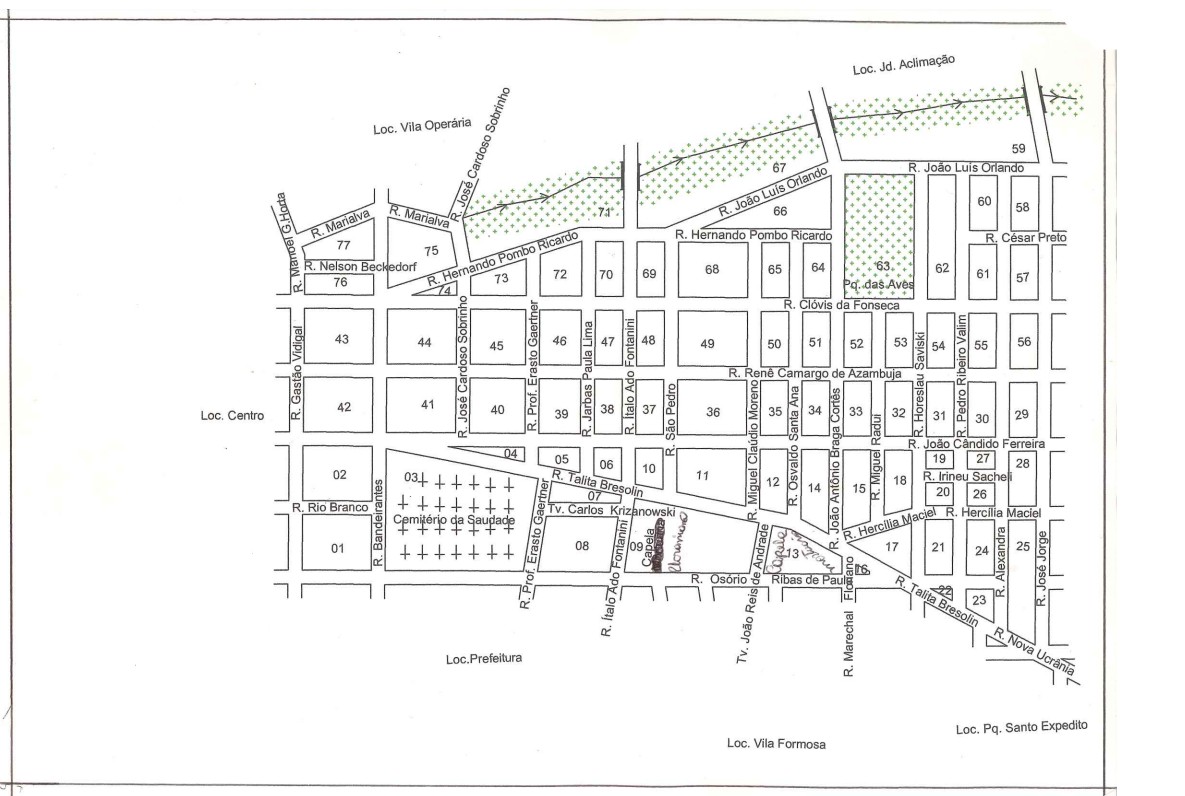 Loc. Jd. Aclimação
Loc. Vila Operária
R. José Cardoso Sobrinho
59
67
R. João Luís Orlando
R. João Luís Orlando
R. Manoel G.Horta
R. Marialva
R. Marialva
71
66
60
58
77
75
R. Hernando Pombo Ricardo
R. Hernando Pombo Ricardo
R. César Preto
R. Nelson Beckedorf
76
74
73
72
70
69
68
65
64
63
Pq. das Aves
62
61
57
R. Clóvis da Fonseca
R. Gastão Vidigal
43
44
R. José Cardoso Sobrinho
45
R. Prof. Erasto Gaertner
46
R. Jarbas Paula Lima
47
R. Ítalo Ado Fontanini
48
49
50
51
52
53
R. Horeslau Saviski
54
R. Pedro Ribeiro Valim
55
56
R. Renê Camargo de Azambuja
Loc. Centro
42
41
40
39
38
37
R. São Pedro
36
R. Miguel Claúdio Moreno
35
R. Osvaldo Santa Ana
34
R. João Antônio Braga Cortês
33
R. Miguel Radui
32
31
30
29
R. João Cândido Ferreira
02
03
04
05
06
10
11
12
14
15
18
19
27
28
R. Irineu Sacheli
20
26
R. Talita Bresolin
07
R. Rio Branco
R. Bandeirantes
Cemitério da Saudade
R. Prof. Erasto Gaertner
Tv. Carlos Krizanowski
R. Hercília Maciel
R. Hercília Maciel
01
08
R. Ítalo Ado Fontanini
09
Capela
Tv. João Reis de Andrade
Capela
13
16
17
21
24
R. Alexandra
25
R. José Jorge
R. Osório Ribas de Paula
R. Marechal Floriano
R. Talita Bresolin
22
23
R. Nova Ucrânia
Loc.Prefeitura
Loc. Vila Formosa
Loc. Pq. Santo Expedito